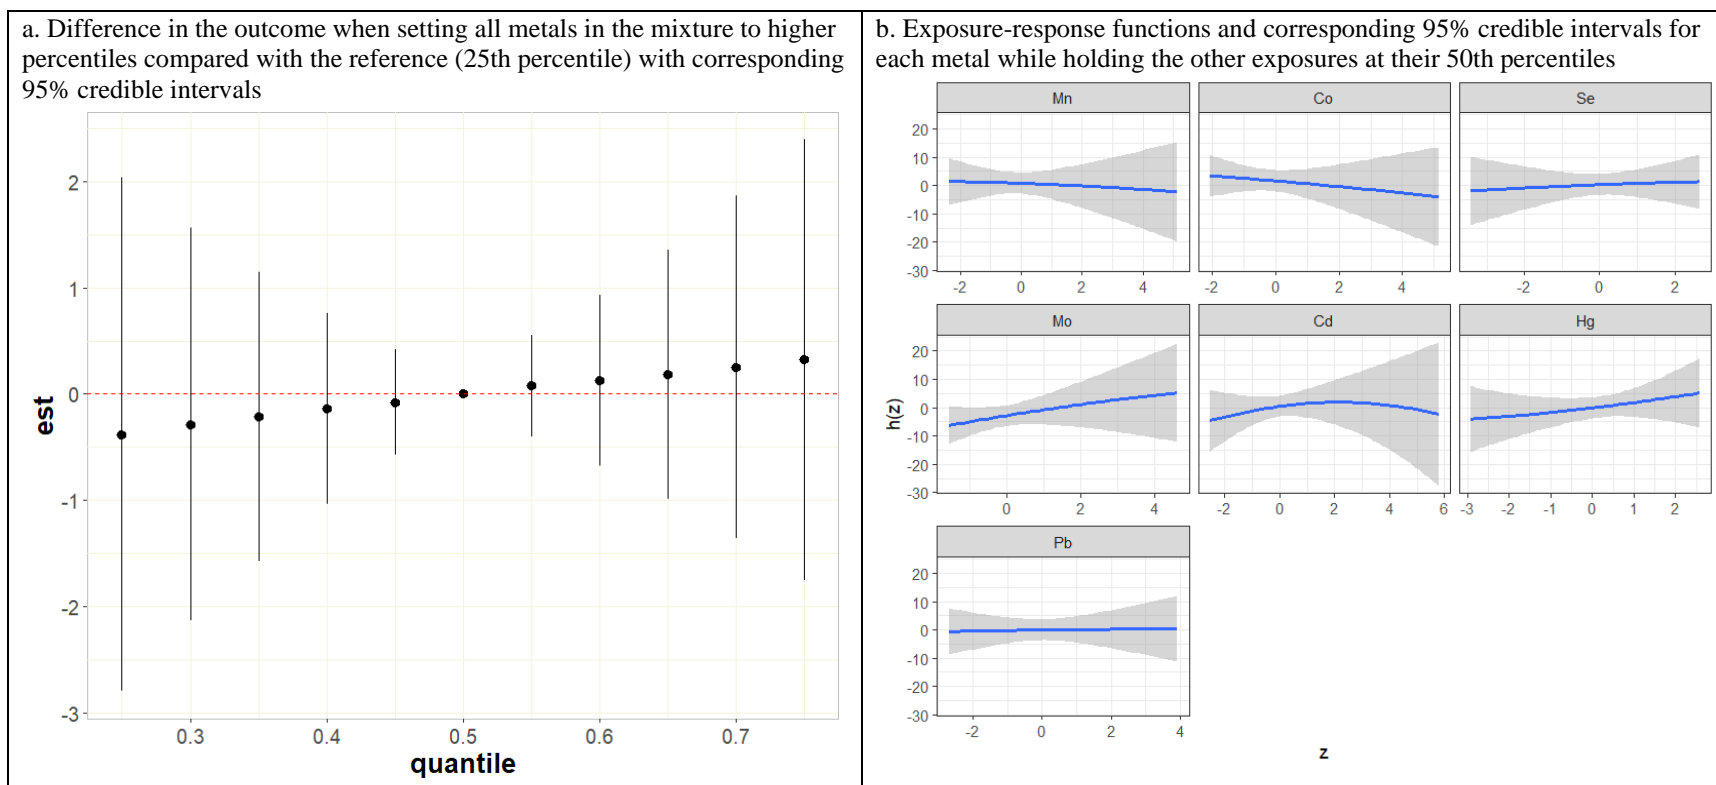 a. Difference in the outcome when setting all metals in the mixture to higher
percentiles compared with the reference (25th percentile) with corresponding
95% credible intervals
2
1
0
-1
-2
-3
est
0.3 0.4 0.5 0.6 0.7
quantile
b. Exposure-response functions and corresponding 95% credible intervals for
each metal while holding the other exposures at their 50th percentiles
Mn Co Se
20
10
0
-10
-20
-30
-2 0 2 4 -2 0 2 4 -2 0 2
Mo Cd Hg
20
10
0
-10
-20
-30
h(z)
0 2 4 -2 0 2 4 6 -3 -2 -1 0 1 2
Pb
20
10
0
-10
-20
-30
-2 0 2 4
z